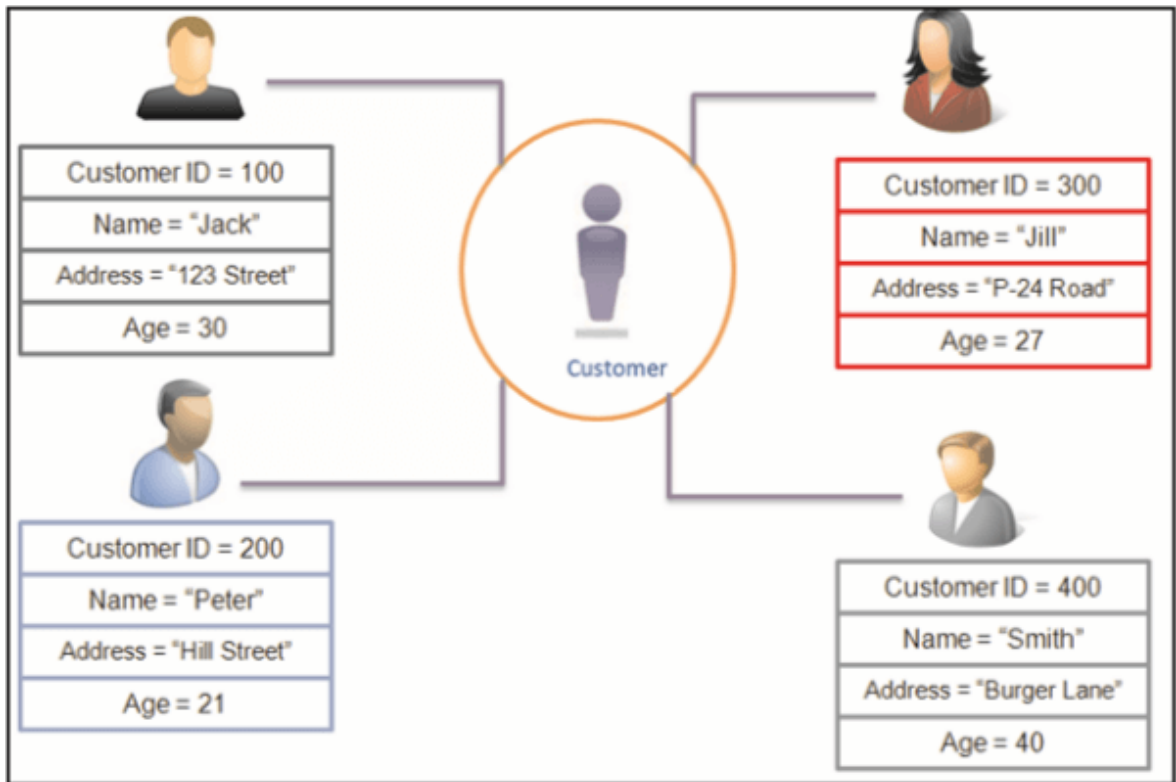 Customer ID = 100
Name = “Jack”
Address = “123 Street”
Age = 30
Customer ID = 300
Name = “Jill”
Address = “P-24 Road”
Age = 27
Customer
Customer ID = 200
Name = “Peter”
Address = “Hill Street”
Age = 21
Customer ID = 400
Name = “Smith”
Address = “Burger Lane”
Age = 40